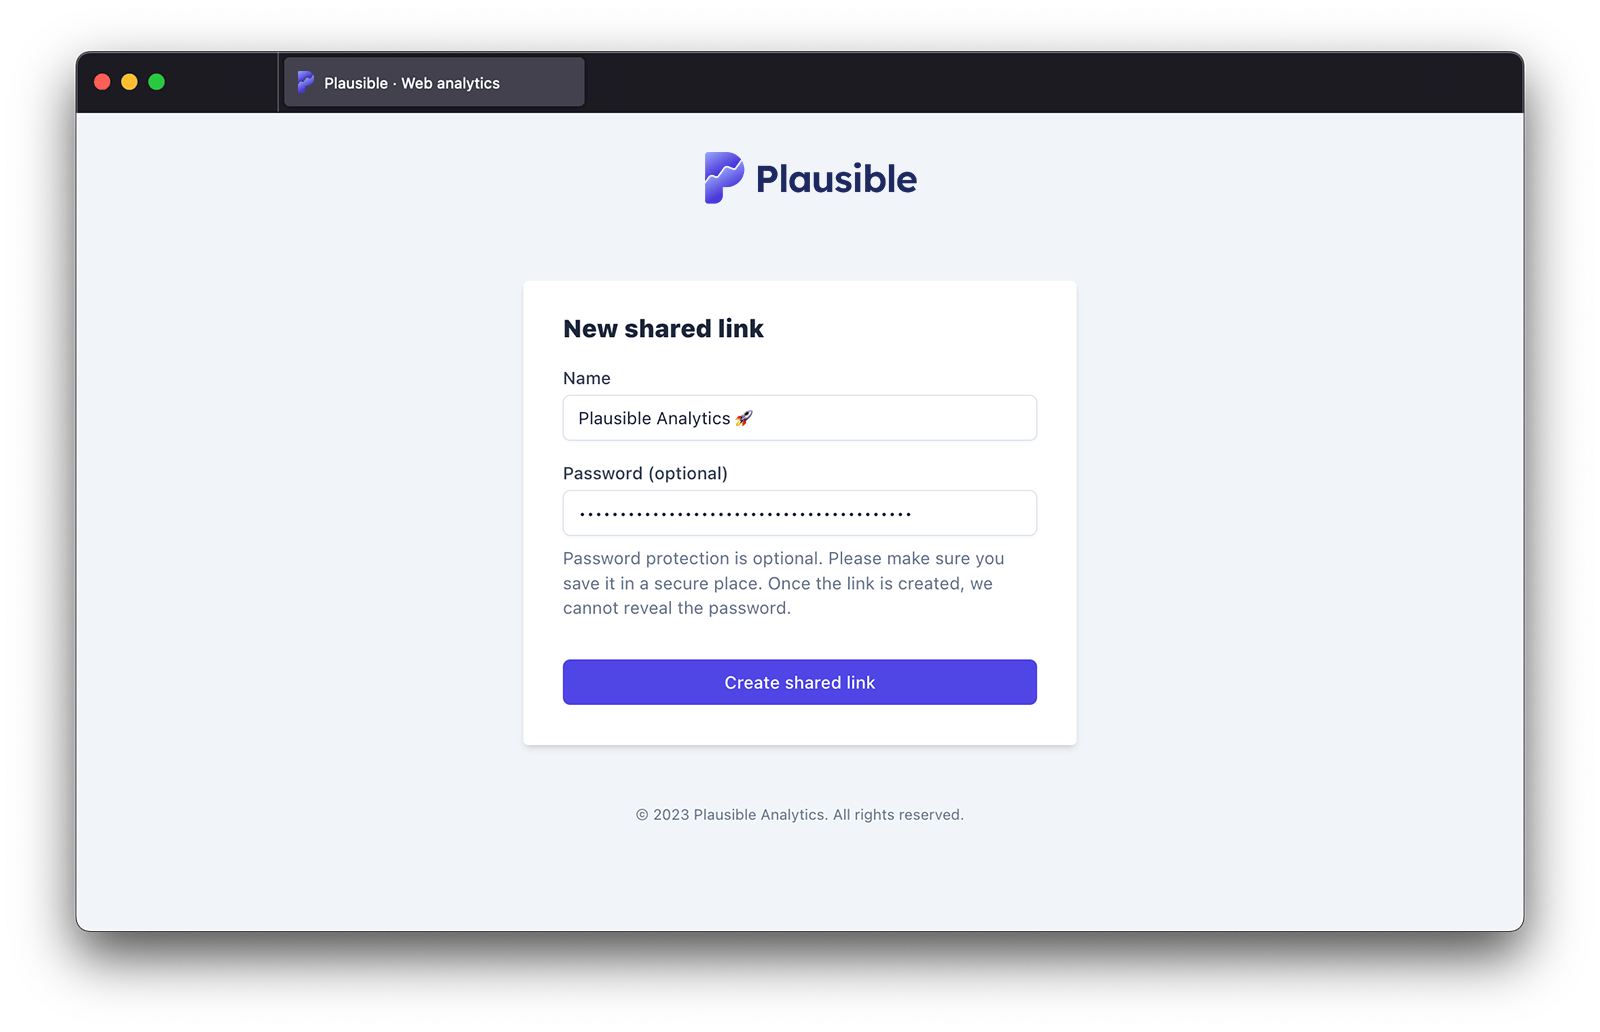 Plausible · Web analytics
Plausible
New shared link
Name
Plausible Analytics 🚀
Password (optional)
•••••••••••••••••••••••••••••••••••••••••
Password protection is optional. Please make sure you
save it in a secure place. Once the link is created, we
cannot reveal the password.
Create shared link
© 2023 Plausible Analytics. All rights reserved.